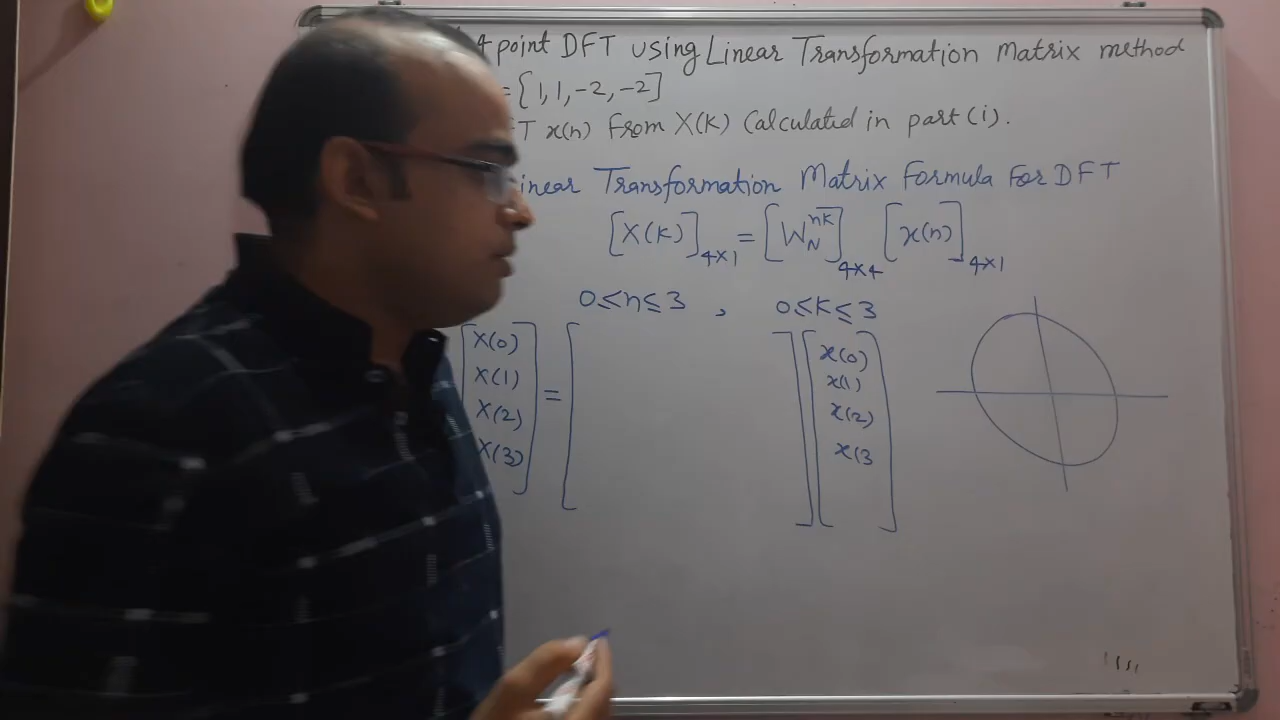 4 point DFT using Linear Transformation Matrix method
= {1, 1, -2, -2]
x(n) From X(K) Calculated in part (i).
inear Transformation Matrix Formula For DFT
[X(K)]4×1 = [W_N^nK]4×4 [x(n)]4×1
0≤n≤3 , 0≤K≤3
X(0) x(0)
X(1) = x(1)
X(2) x(2)
X(3) x(3